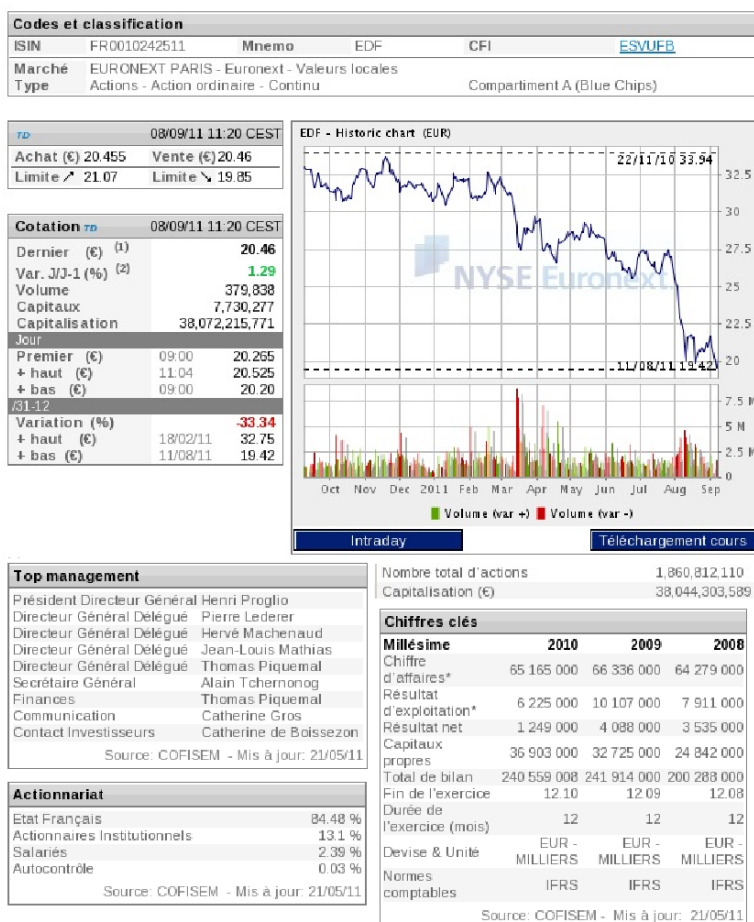 Codes et classification
ISIN FR0010242511 Mnemo EDF CFI ESVUFB
Marché EURONEXT PARIS - Euronext - Valeurs locales
Type Actions - Action ordinaire - Continu Compartiment A (Blue Chips)
TD 08/09/11 11:20 CEST
Achat (€) 20.455 Vente (€) 20.46
Limite ↗ 21.07 Limite ↘ 19.85
Cotation TD 08/09/11 11:20 CEST
Dernier (€) (1) 20.46
Var. J/J-1 (%) (2) 1.29
Volume 379,838
Capitaux 7,730,277
Capitalisation 38,072,215,771
Jour
Premier (€) 09:00 20.265
+ haut (€) 11:04 20.525
+ bas (€) 09:00 20.20
/31-12
Variation (%) -33.34
+ haut (€) 18/02/11 32.75
+ bas (€) 11/08/11 19.42
EDF - Historic chart (EUR)
22/11/10 33.94
32.5
30
27.5
NYSE Euronext.
25
22.5
20
11/08/11 19.42
7.5 M
5 M
2.5 M
0
Oct Nov Dec 2011 Feb Mar Apr May Jun Jul Aug Sep
Volume (var +) Volume (var -)
Intraday Téléchargement cours
Top management
Président Directeur Général Henri Proglio
Directeur Général Délégué Pierre Lederer
Directeur Général Délégué Hervé Machenaud
Directeur Général Délégué Jean-Louis Mathias
Directeur Général Délégué Thomas Piquemal
Secrétaire Général Alain Tchernonog
Finances Thomas Piquemal
Communication Catherine Gros
Contact Investisseurs Catherine de Boissezon
Source: COFISEM - Mis à jour: 21/05/11
Actionnariat
Etat Français 84.48 %
Actionnaires Institutionnels 13.1 %
Salariés 2.39 %
Autocontrôle 0.03 %
Source: COFISEM - Mis à jour: 21/05/11
Nombre total d'actions 1,860,812,110
Capitalisation (€) 38,044,303,589
Chiffres clés
Millésime 2010 2009 2008
Chiffre
d'affaires* 65 165 000 66 336 000 64 279 000
Résultat
d'exploitation* 6 225 000 10 107 000 7 911 000
Résultat net 1 249 000 4 088 000 3 535 000
Capitaux
propres 36 903 000 32 725 000 24 842 000
Total de bilan 240 559 008 241 914 000 200 288 000
Fin de l'exercice 12.10 12.09 12.08
Durée de
l'exercice (mois) 12 12 12
Devise & Unité EUR - EUR - EUR -
MILLIERS MILLIERS MILLIERS
Normes
comptables IFRS IFRS IFRS
Source: COFISEM - Mis à jour: 21/05/11